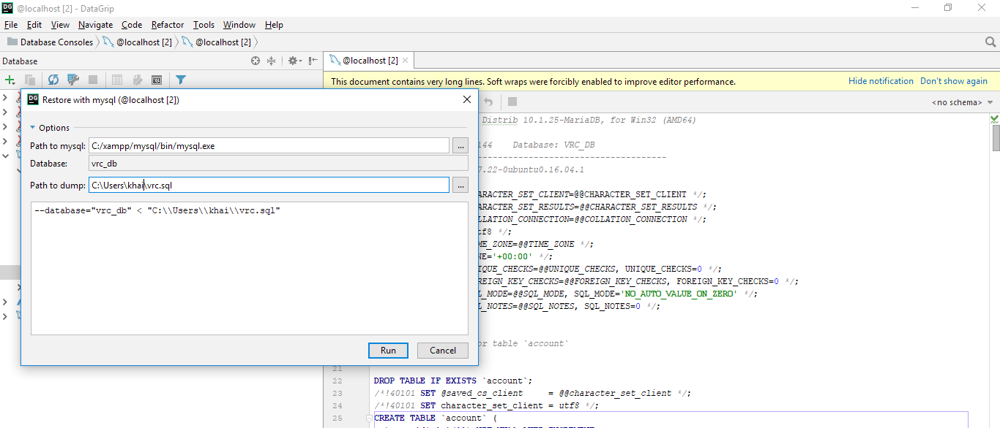 DG @localhost [2] - DataGrip
File Edit View Navigate Code Refactor Tools Window Help
Database Consoles @localhost [2] @localhost [2]
Database
@localhost [2]
This document contains very long lines. Soft wraps were forcibly enabled to improve editor performance. Hide notification Don't show again
<no schema>
DG Restore with mysql (@localhost [2])
Options
Path to mysql: C:/xampp/mysql/bin/mysql.exe ...
Database: vrc_db
Path to dump: C:\Users\khai\vrc.sql ...
--database="vrc_db" < "C:\\Users\\khai\\vrc.sql"
Run Cancel
Distrib 10.1.25-MariaDB, for Win32 (AMD64)
144 Database: VRC_DB
-------------------------------------
7.22-0ubuntu0.16.04.1
ARACTER_SET_CLIENT=@@CHARACTER_SET_CLIENT */;
ARACTER_SET_RESULTS=@@CHARACTER_SET_RESULTS */;
LLATION_CONNECTION=@@COLLATION_CONNECTION */;
tf8 */;
ME_ZONE=@@TIME_ZONE */;
NE='+00:00' */;
IQUE_CHECKS=@@UNIQUE_CHECKS, UNIQUE_CHECKS=0 */;
REIGN_KEY_CHECKS=@@FOREIGN_KEY_CHECKS, FOREIGN_KEY_CHECKS=0 */;
L_MODE=@@SQL_MODE, SQL_MODE='NO_AUTO_VALUE_ON_ZERO' */;
L_NOTES=@@SQL_NOTES, SQL_NOTES=0 */;
or table `account`
21
22 DROP TABLE IF EXISTS `account`;
23 /*!40101 SET @saved_cs_client     = @@character_set_client */;
24 /*!40101 SET character_set_client = utf8 */;
25 CREATE TABLE `account` (